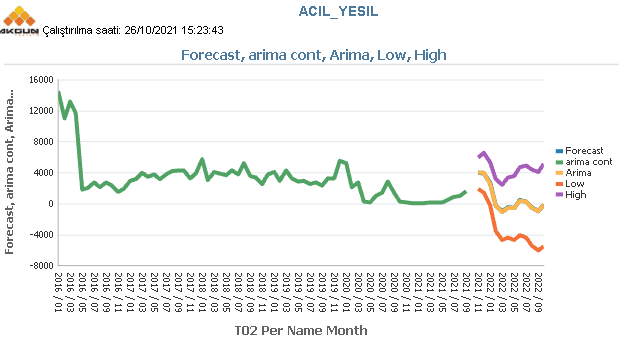 ACIL_YESIL
AKGUN
Çalıştırılma saati: 26/10/2021 15:23:43
Forecast, arima cont, Arima, Low, High
Forecast, arima cont, Arima...
16000
12000
8000
4000
0
-4000
-8000
Forecast
arima cont
Arima
Low
High
2016 / 01
2016 / 03
2016 / 05
2016 / 07
2016 / 09
2016 / 11
2017 / 01
2017 / 03
2017 / 05
2017 / 07
2017 / 09
2017 / 11
2018 / 01
2018 / 03
2018 / 05
2018 / 07
2018 / 09
2018 / 11
2019 / 01
2019 / 03
2019 / 05
2019 / 07
2019 / 09
2019 / 11
2020 / 01
2020 / 03
2020 / 05
2020 / 07
2020 / 09
2020 / 11
2021 / 01
2021 / 03
2021 / 05
2021 / 07
2021 / 09
2021 / 11
2022 / 01
2022 / 03
2022 / 05
2022 / 07
2022 / 09
T02 Per Name Month